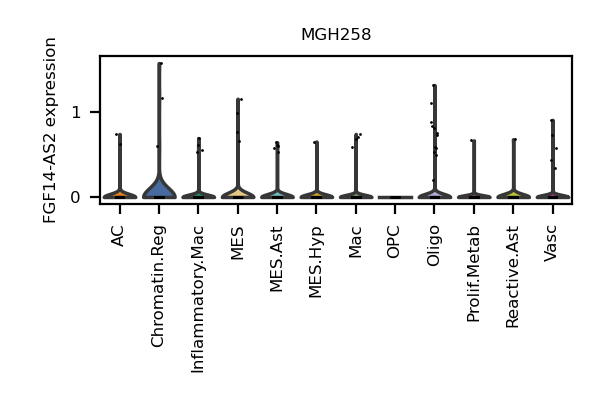 MGH258
FGF14-AS2 expression
1
0
AC
Chromatin.Reg
Inflammatory.Mac
MES
MES.Ast
MES.Hyp
Mac
OPC
Oligo
Prolif.Metab
Reactive.Ast
Vasc